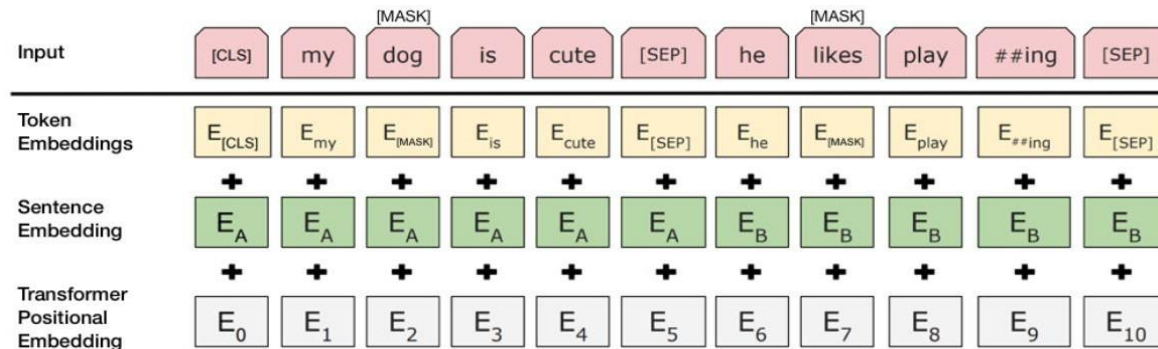 [MASK] [MASK]
Input [CLS] my dog is cute [SEP] he likes play ##ing [SEP]
Token
Embeddings E[CLS] Emy E[MASK] Eis Ecute E[SEP] Ehe E[MASK] Eplay E##ing E[SEP]
+ + + + + + + + + + +
Sentence
Embedding EA EA EA EA EA EA EB EB EB EB EB
+ + + + + + + + + + +
Transformer
Positional
Embedding E0 E1 E2 E3 E4 E5 E6 E7 E8 E9 E10